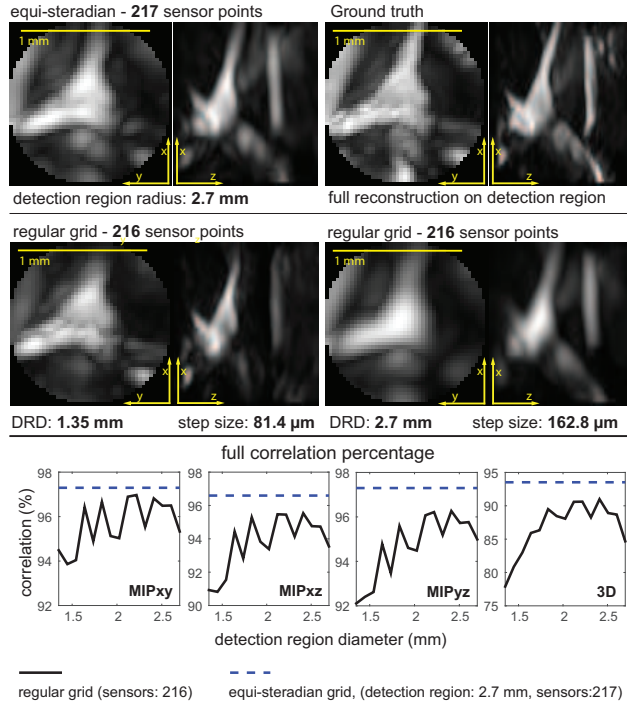 equi-steradian - 217 sensor points
Ground truth
1 mm
1 mm
x
x
y
z
x
x
y
z
detection region radius: 2.7 mm
full reconstruction on detection region
regular grid - 216 sensor points
regular grid - 216 sensor points
1 mm
1 mm
x
x
y
z
x
x
y
z
DRD: 1.35 mm
step size: 81.4 µm
DRD: 2.7 mm
step size: 162.8 µm
full correlation percentage
correlation (%)
98
96
94
92
1.5 2 2.5
MIPxy
98
96
94
92
90
1.5 2 2.5
MIPxz
98
96
94
92
1.5 2 2.5
MIPyz
95
90
85
80
75
1.5 2 2.5
3D
detection region diameter (mm)
regular grid (sensors: 216)
equi-steradian grid, (detection region: 2.7 mm, sensors:217)